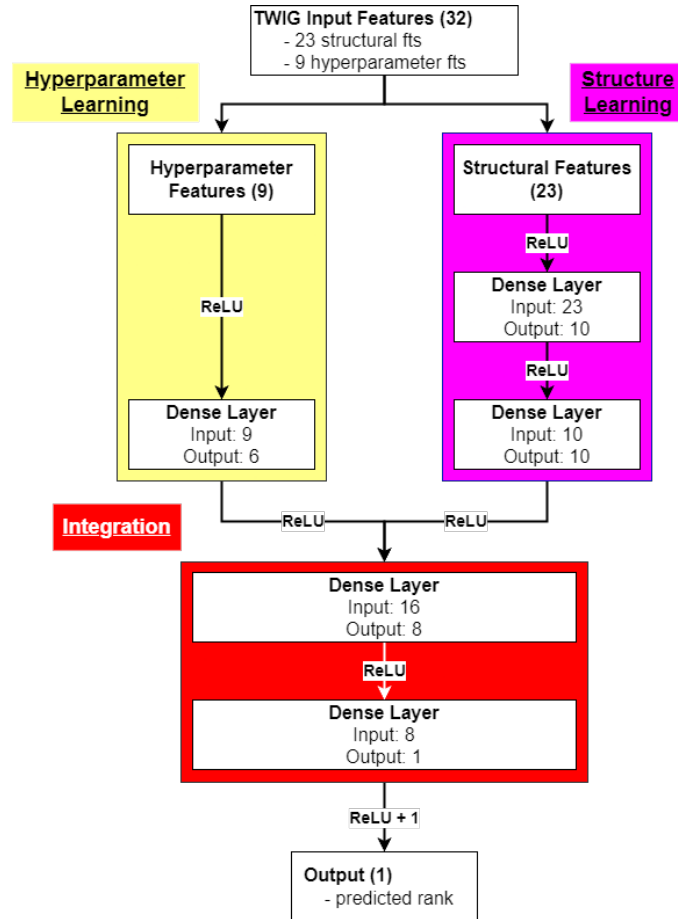 TWIG Input Features (32)
- 23 structural fts
- 9 hyperparameter fts
Hyperparameter
Learning
Structure
Learning
Hyperparameter
Features (9)
ReLU
Dense Layer
Input: 9
Output: 6
Structural Features
(23)
ReLU
Dense Layer
Input: 23
Output: 10
ReLU
Dense Layer
Input: 10
Output: 10
ReLU
ReLU
Integration
Dense Layer
Input: 16
Output: 8
ReLU
Dense Layer
Input: 8
Output: 1
ReLU + 1
Output (1)
- predicted rank